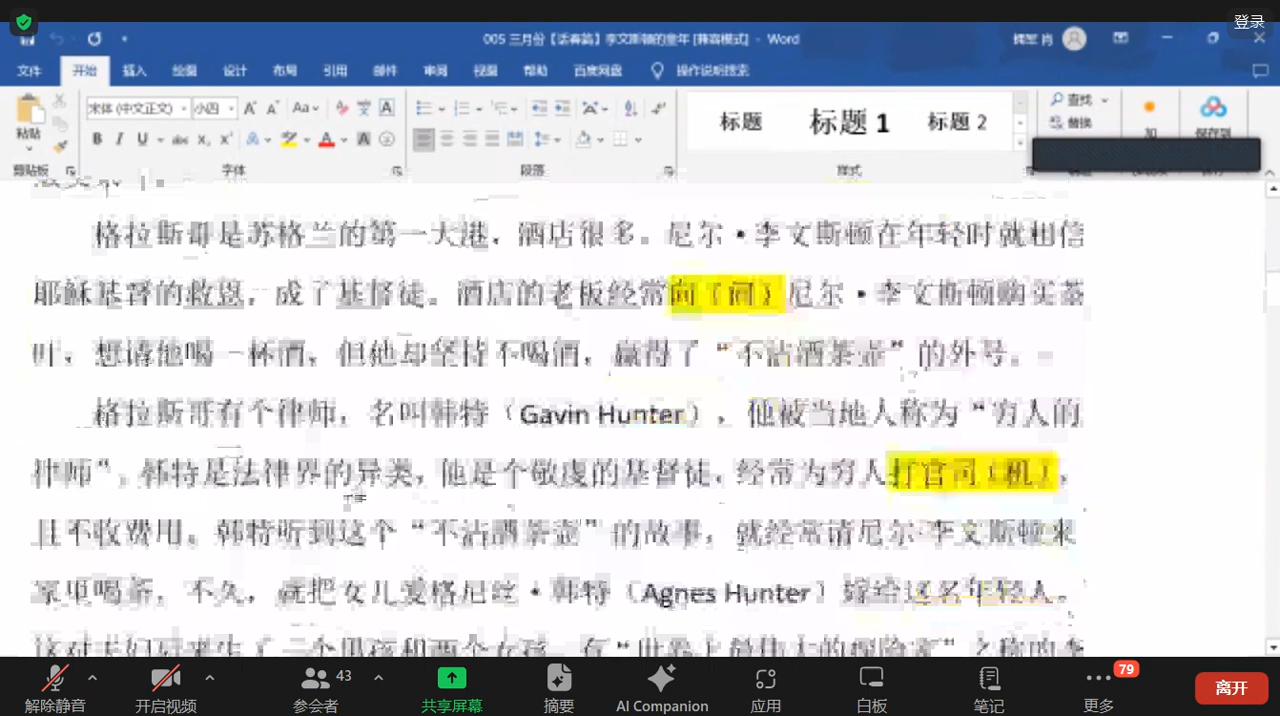 登录
005 三月份【话春篇】李文斯顿的童年 [兼容模式] - Word
文件 开始 插入 绘图 设计 布局 引用 邮件 审阅 视图 帮助 百度网盘 操作说明搜索
宋体 (中文正文) 小四 Aa
粘贴 标题 标题 1 标题 2 查找 替换
B I U abc
剪贴板 字体 段落 样式
格拉斯哥是苏格兰的第一大港，酒店很多。尼尔·李文斯顿在年轻时就相信
耶稣基督的救恩，成了基督徒。酒店的老板经常向（问）尼尔·李文斯顿购买茶
叶，想请他喝一杯酒，但他却坚持不喝酒，赢得了“不沾酒茶壶”的外号。
格拉斯哥有个律师，名叫韩特（Gavin Hunter），他被当地人称为“穷人的
律师”，韩特是法律界的异类，他是个敬虔的基督徒，经常为穷人打官司（机），
且不收费用。韩特听到这个“不沾酒茶壶”的故事，就经常请尼尔·李文斯顿来
家里喝茶，不久，就把女儿爱格尼丝·韩特（Agnes Hunter）嫁给这名年轻人。
解除静音 开启视频 参会者 43 共享屏幕 摘要 AI Companion 应用 白板 笔记 更多 79 离开